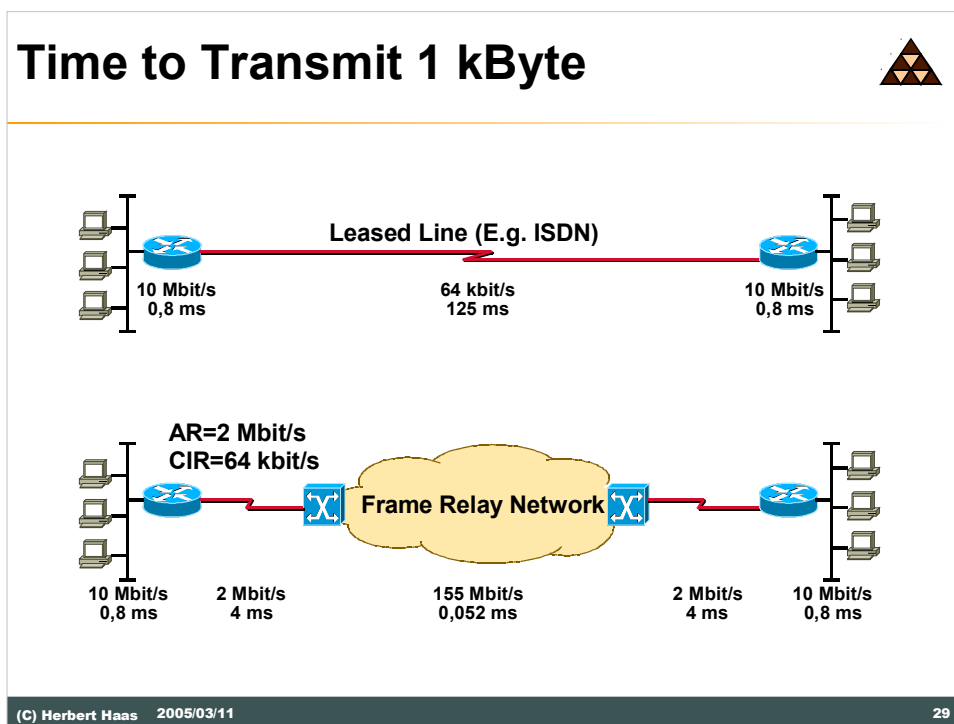 Time to Transmit 1 kByte
Leased Line (E.g. ISDN)
10 Mbit/s
0,8 ms
64 kbit/s
125 ms
10 Mbit/s
0,8 ms
AR=2 Mbit/s
CIR=64 kbit/s
Frame Relay Network
10 Mbit/s
0,8 ms
2 Mbit/s
4 ms
155 Mbit/s
0,052 ms
2 Mbit/s
4 ms
10 Mbit/s
0,8 ms
(C) Herbert Haas 2005/03/11
29